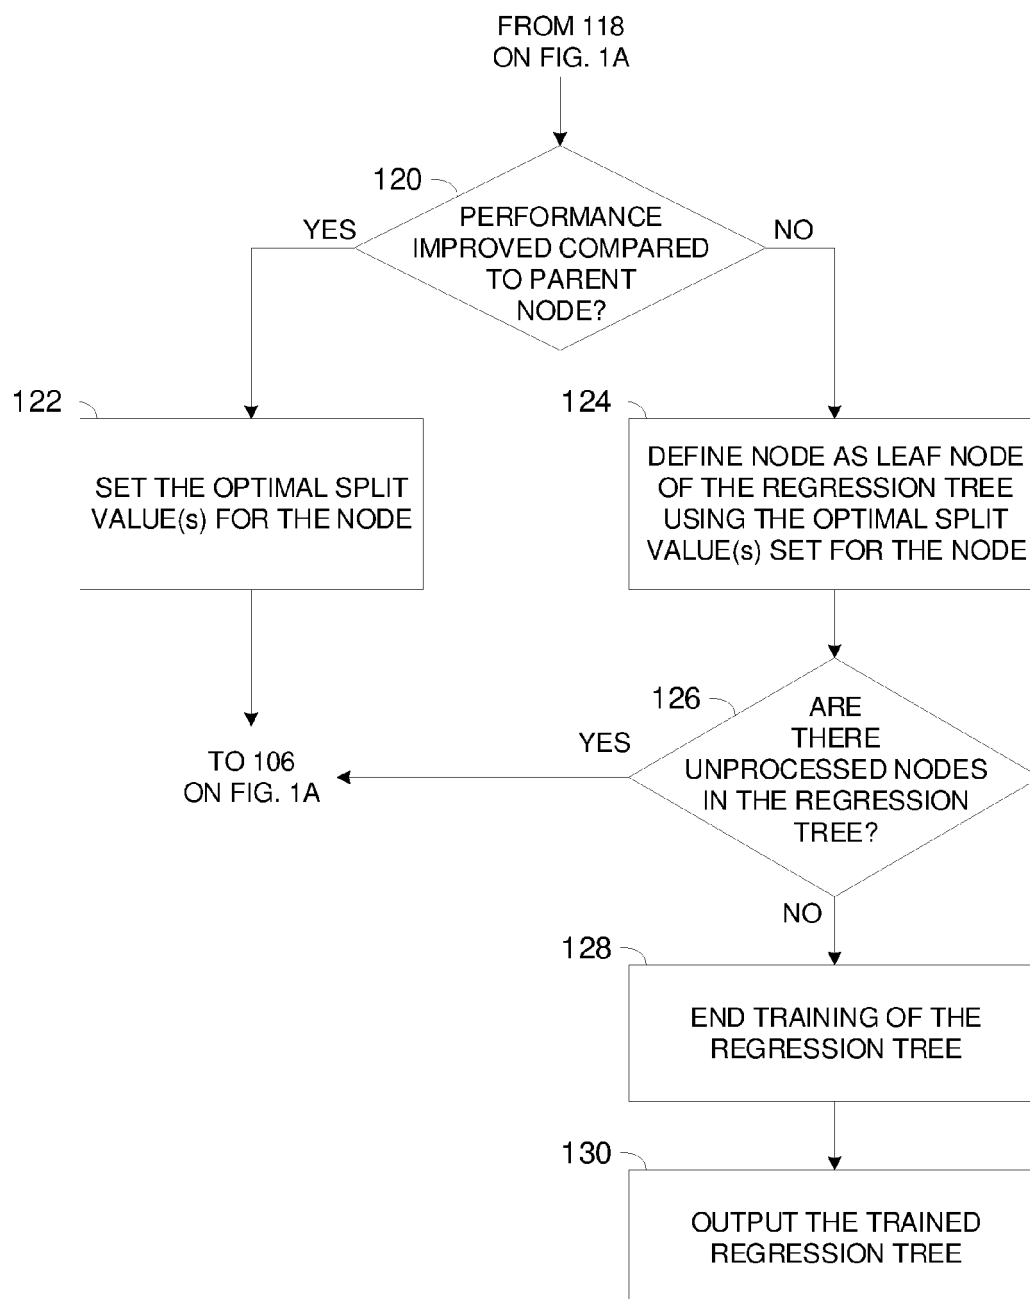 FROM 118
ON FIG. 1A
120
PERFORMANCE
IMPROVED COMPARED
TO PARENT
NODE?
YES
NO
122
SET THE OPTIMAL SPLIT
VALUE(s) FOR THE NODE
124
DEFINE NODE AS LEAF NODE
OF THE REGRESSION TREE
USING THE OPTIMAL SPLIT
VALUE(s) SET FOR THE NODE
126
ARE
THERE
UNPROCESSED NODES
IN THE REGRESSION
TREE?
YES
TO 106
ON FIG. 1A
NO
128
END TRAINING OF THE
REGRESSION TREE
130
OUTPUT THE TRAINED
REGRESSION TREE